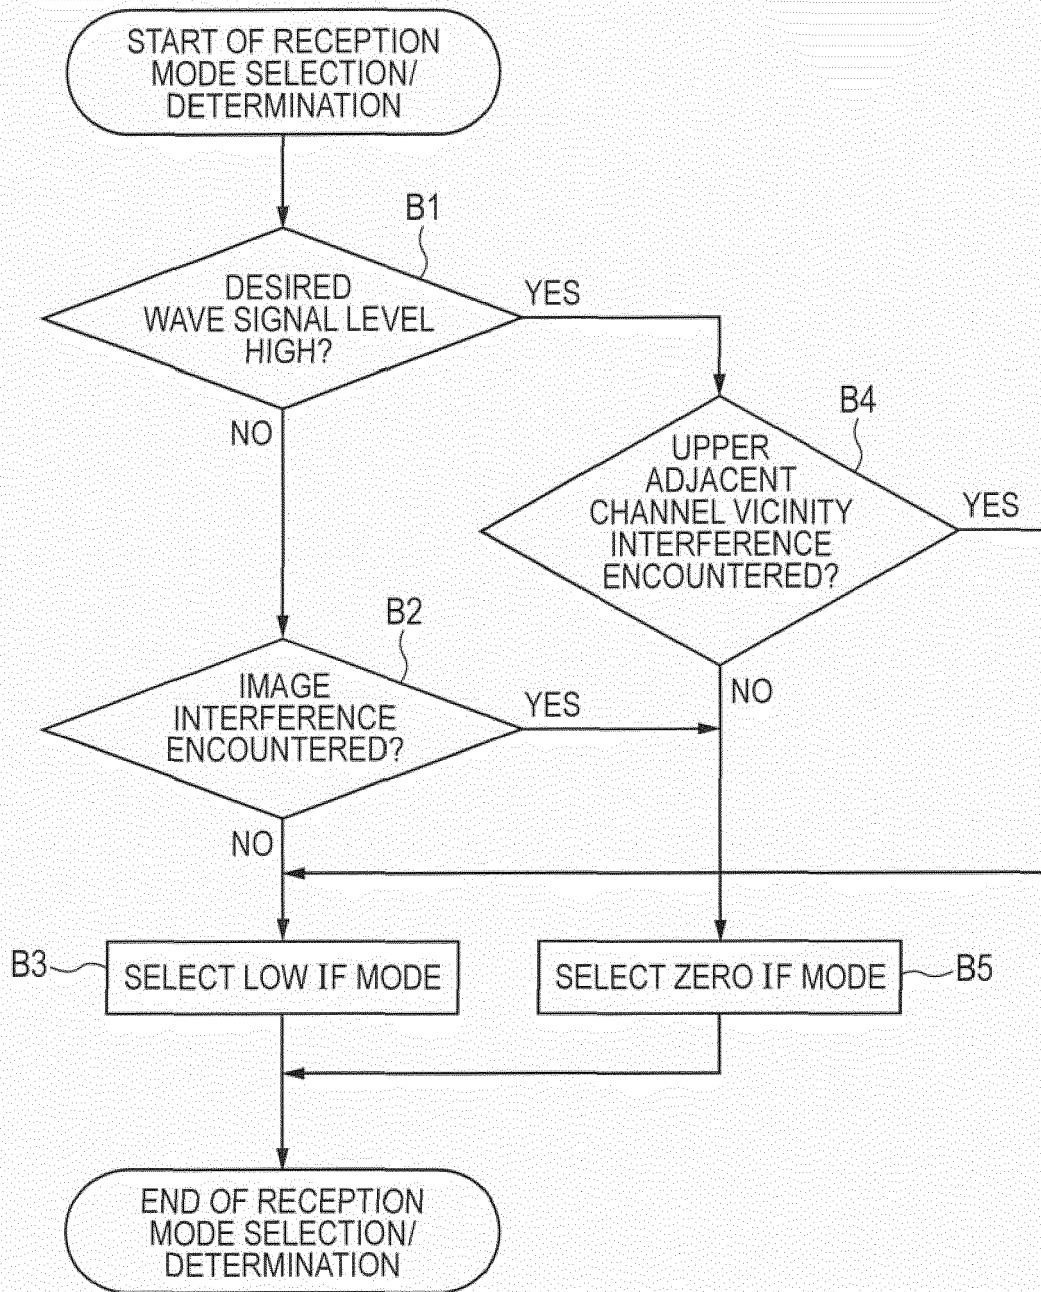 START OF RECEPTION
MODE SELECTION/
DETERMINATION
B1
DESIRED
WAVE SIGNAL LEVEL
HIGH?
YES
NO
B4
UPPER
ADJACENT
CHANNEL VICINITY
INTERFERENCE
ENCOUNTERED?
YES
NO
B2
IMAGE
INTERFERENCE
ENCOUNTERED?
YES
NO
B3
SELECT LOW IF MODE
SELECT ZERO IF MODE
B5
END OF RECEPTION
MODE SELECTION/
DETERMINATION